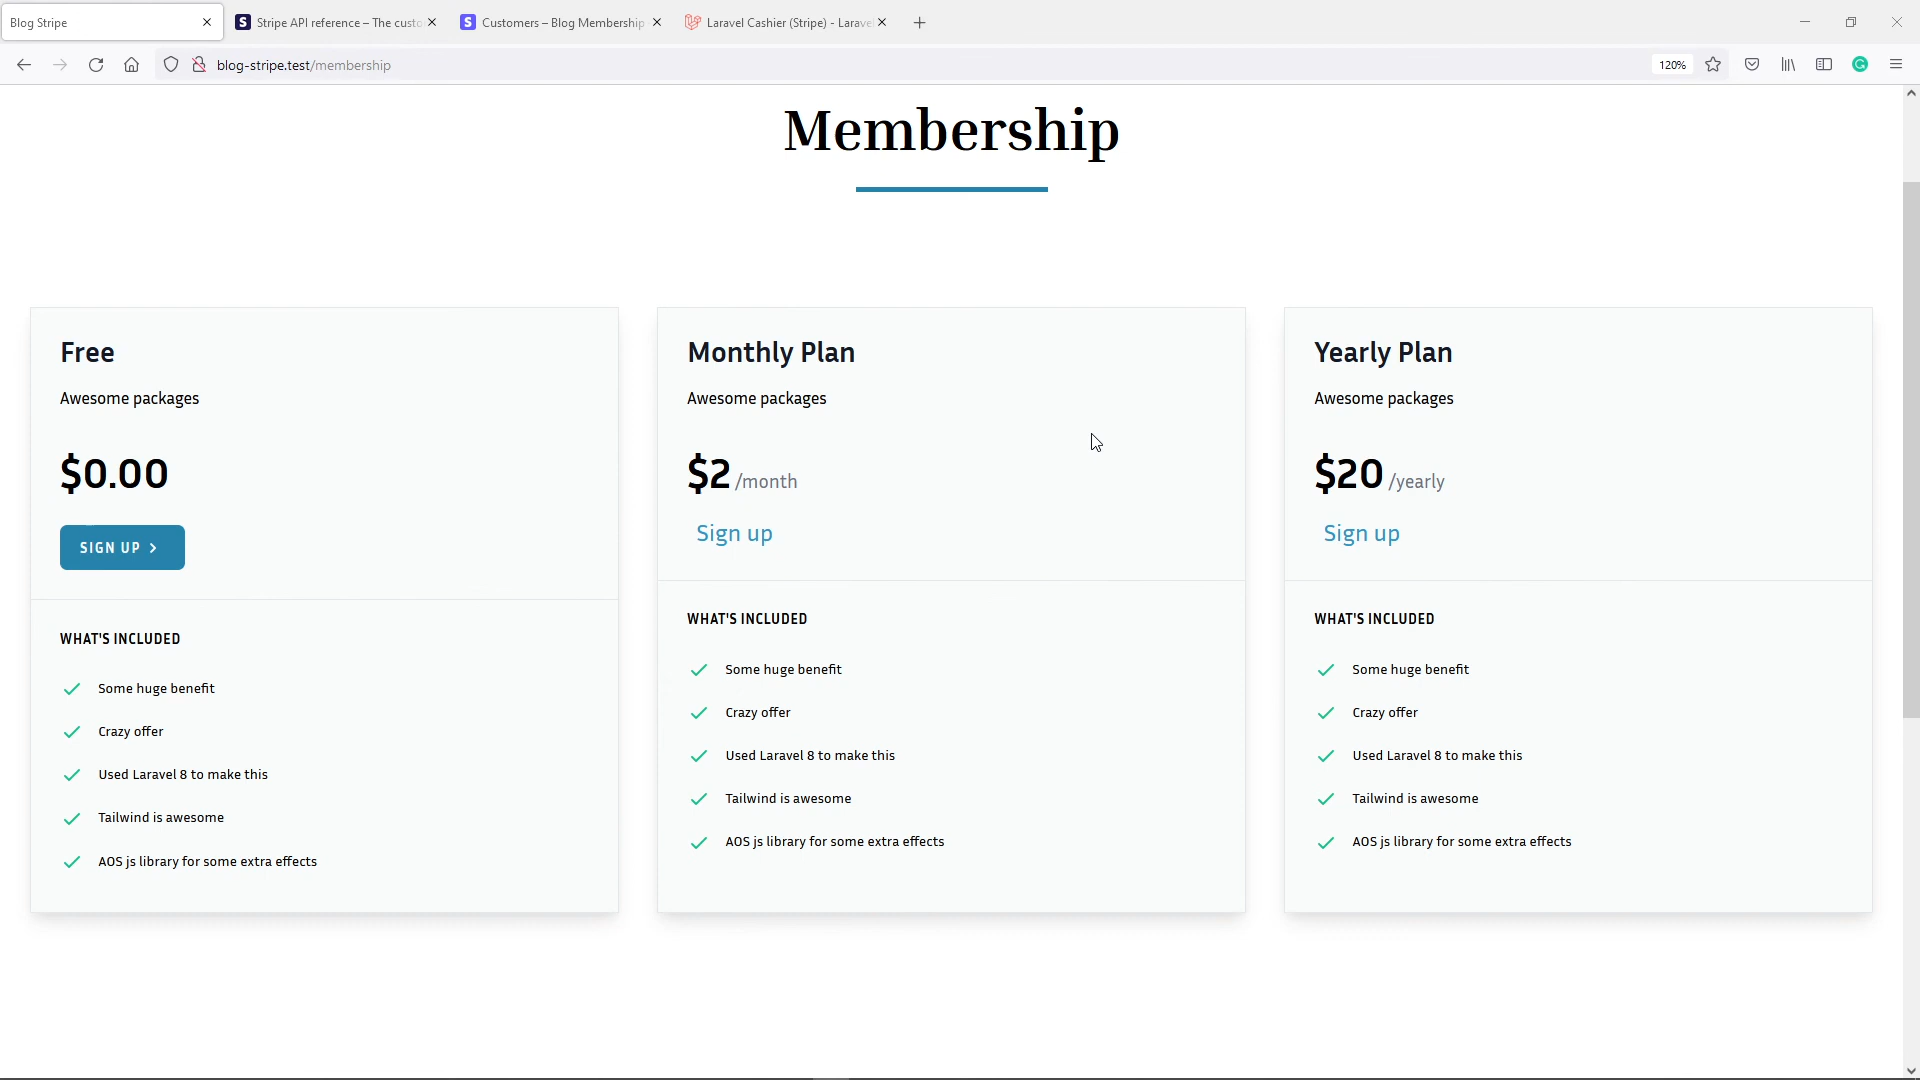 Blog Stripe
Stripe API reference – The custo
Customers – Blog Membership
Laravel Cashier (Stripe) - Larave
blog-stripe.test/membership
120%
Membership
Free
Awesome packages
$0.00
SIGN UP
WHAT'S INCLUDED
Some huge benefit
Crazy offer
Used Laravel 8 to make this
Tailwind is awesome
AOS js library for some extra effects
Monthly Plan
Awesome packages
$2 /month
Sign up
WHAT'S INCLUDED
Some huge benefit
Crazy offer
Used Laravel 8 to make this
Tailwind is awesome
AOS js library for some extra effects
Yearly Plan
Awesome packages
$20 /yearly
Sign up
WHAT'S INCLUDED
Some huge benefit
Crazy offer
Used Laravel 8 to make this
Tailwind is awesome
AOS js library for some extra effects